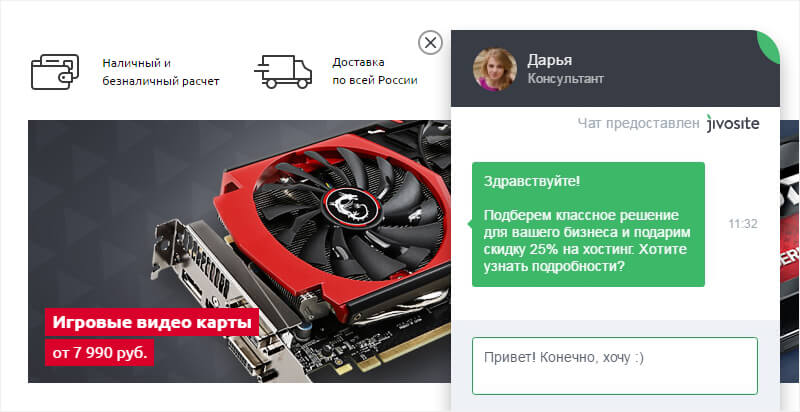 Наличный и
безналичный расчет
Доставка
по всей России
Игровые видео карты
от 7 990 руб.
Дарья
Консультант
Чат предоставлен jivosite
Здравствуйте!
Подберем классное решение
для вашего бизнеса и подарим
скидку 25% на хостинг. Хотите
узнать подробности?
11:32
Привет! Конечно, хочу :)